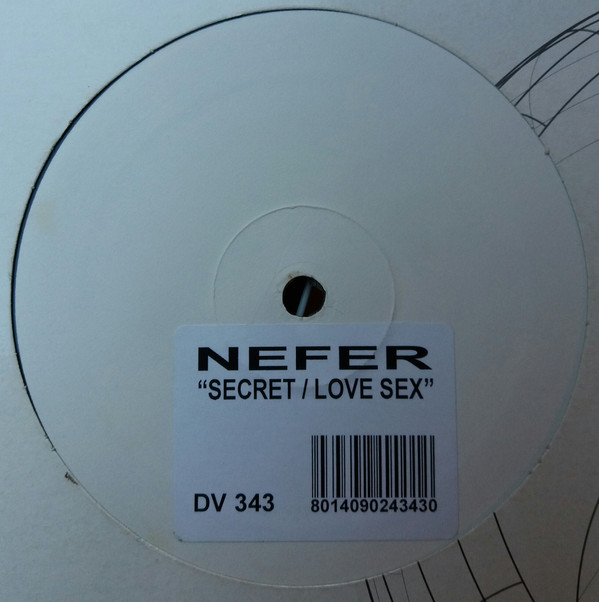 NEFER
“SECRET / LOVE SEX”
DV 343
8014090243430